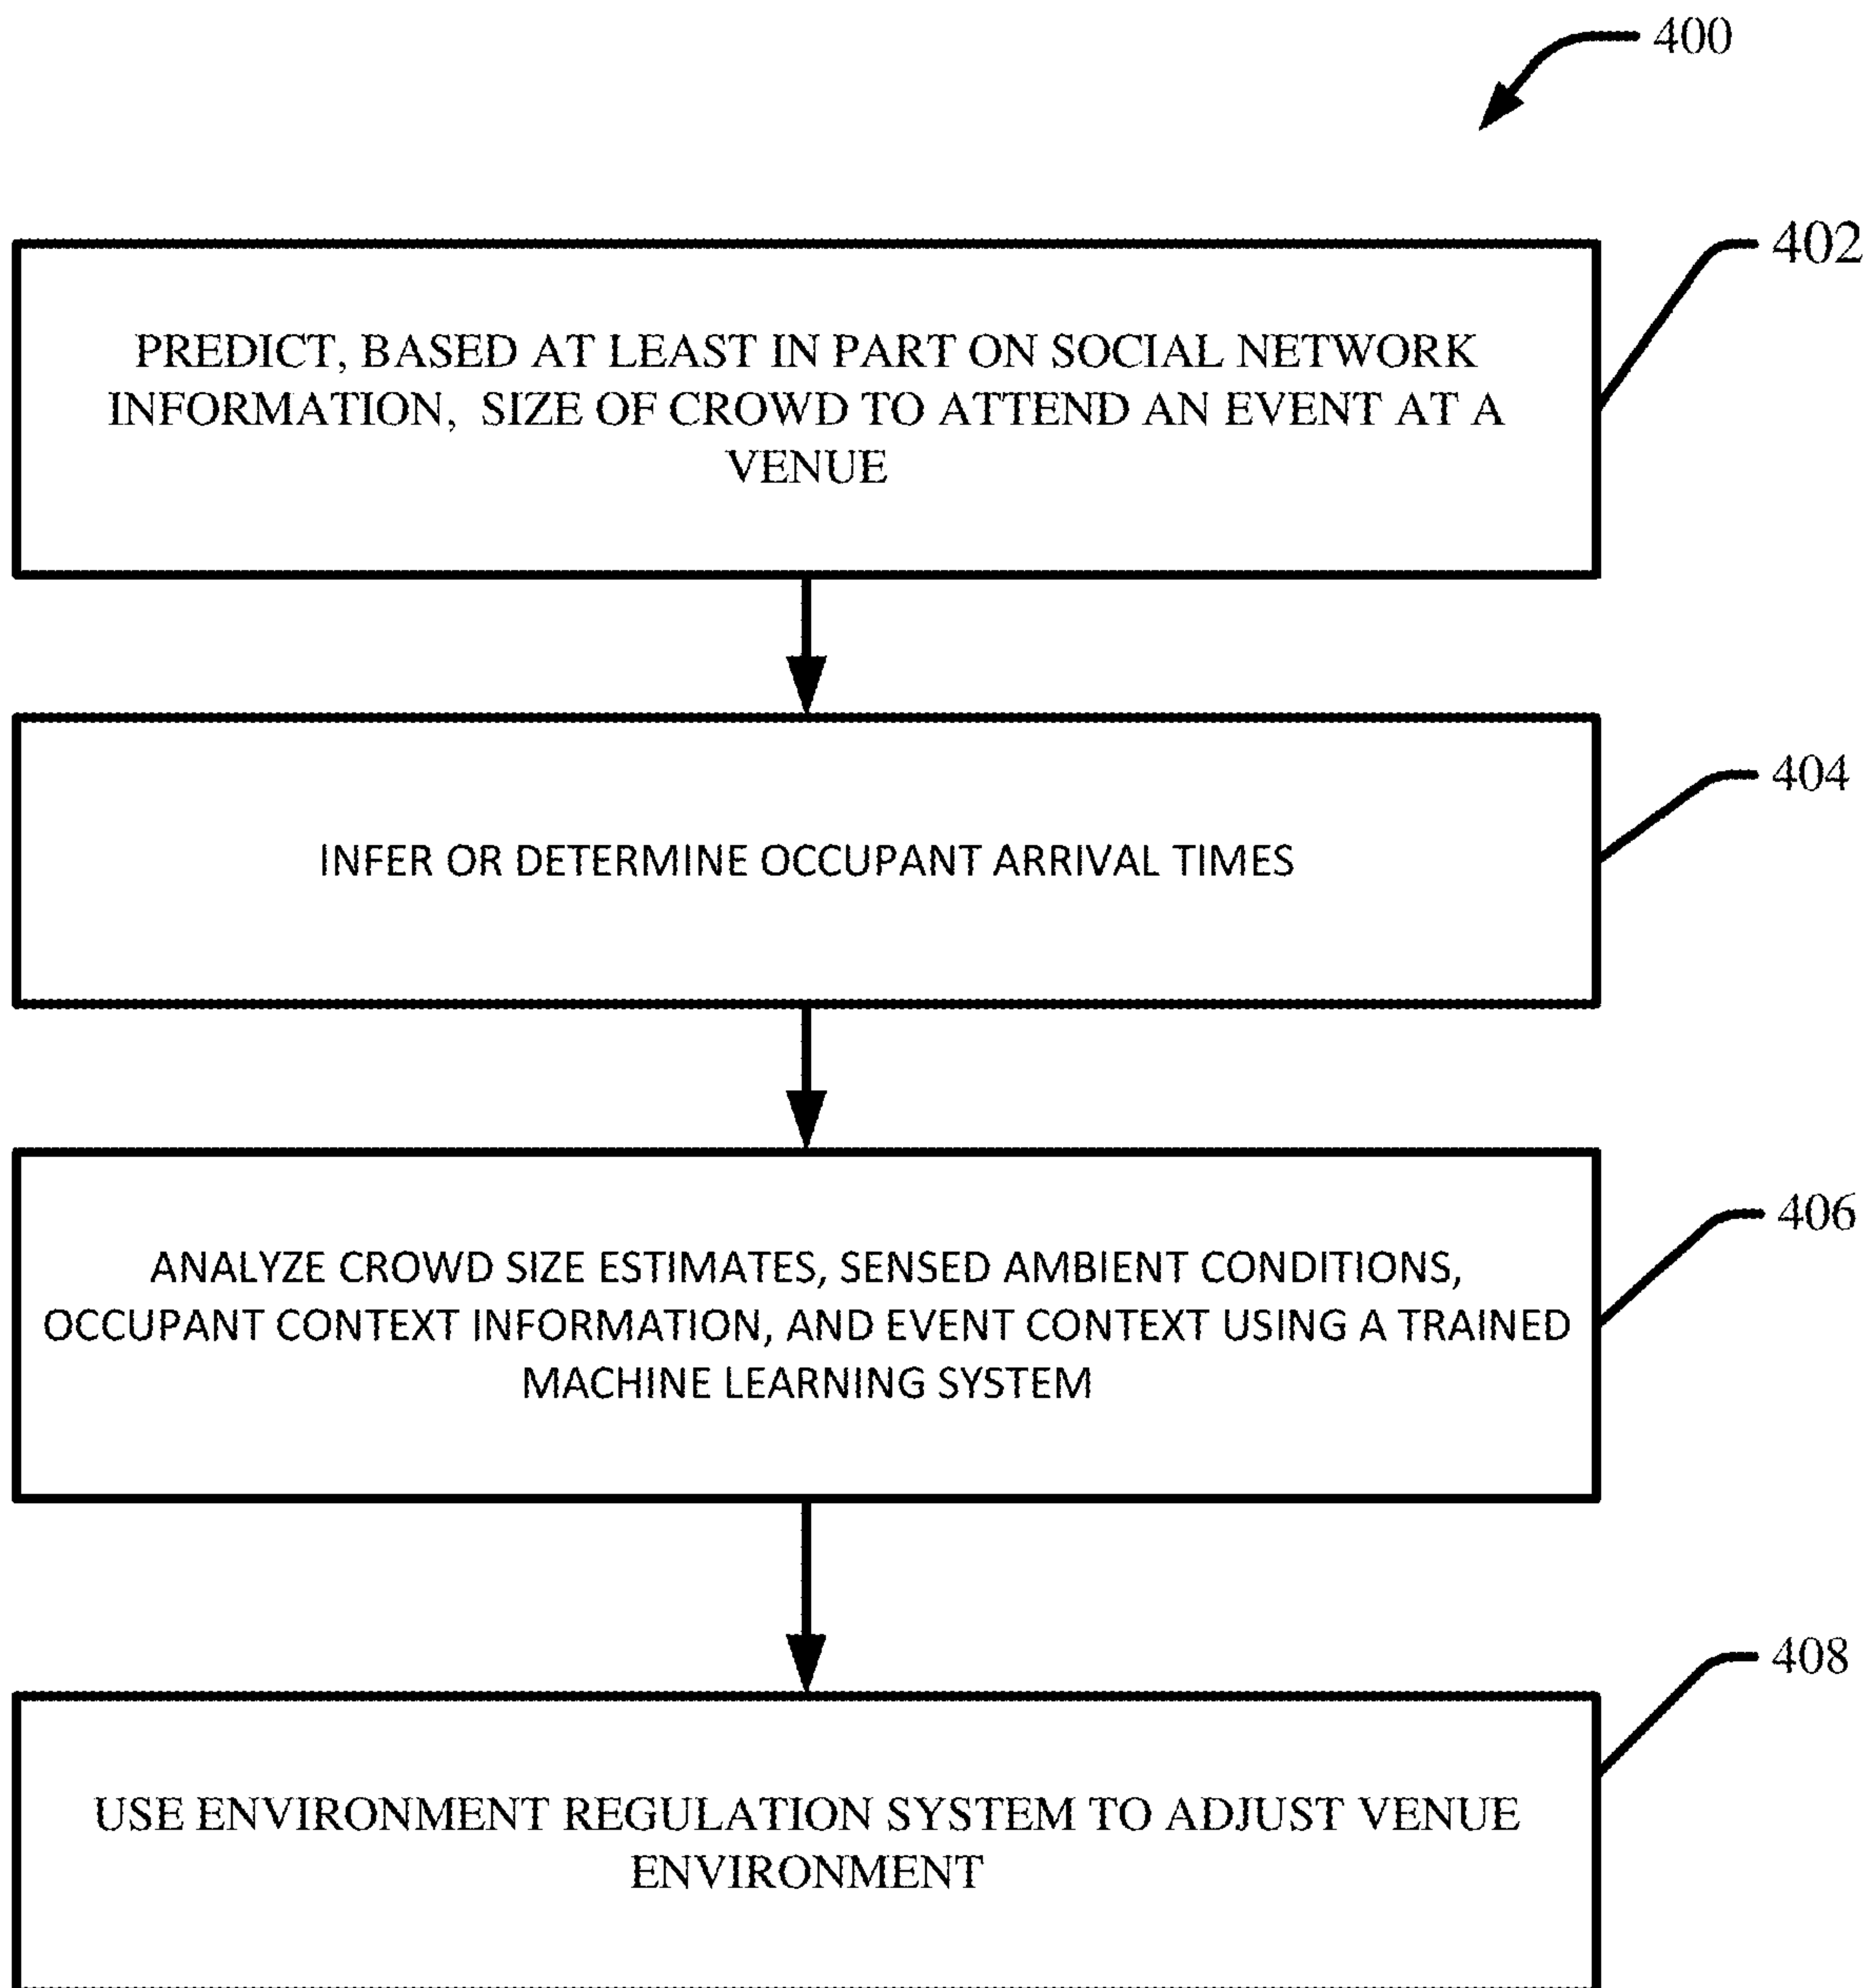 400
402
PREDICT, BASED AT LEAST IN PART ON SOCIAL NETWORK
INFORMATION, SIZE OF CROWD TO ATTEND AN EVENT AT A
VENUE
404
INFER OR DETERMINE OCCUPANT ARRIVAL TIMES
406
ANALYZE CROWD SIZE ESTIMATES, SENSED AMBIENT CONDITIONS,
OCCUPANT CONTEXT INFORMATION, AND EVENT CONTEXT USING A TRAINED
MACHINE LEARNING SYSTEM
408
USE ENVIRONMENT REGULATION SYSTEM TO ADJUST VENUE
ENVIRONMENT